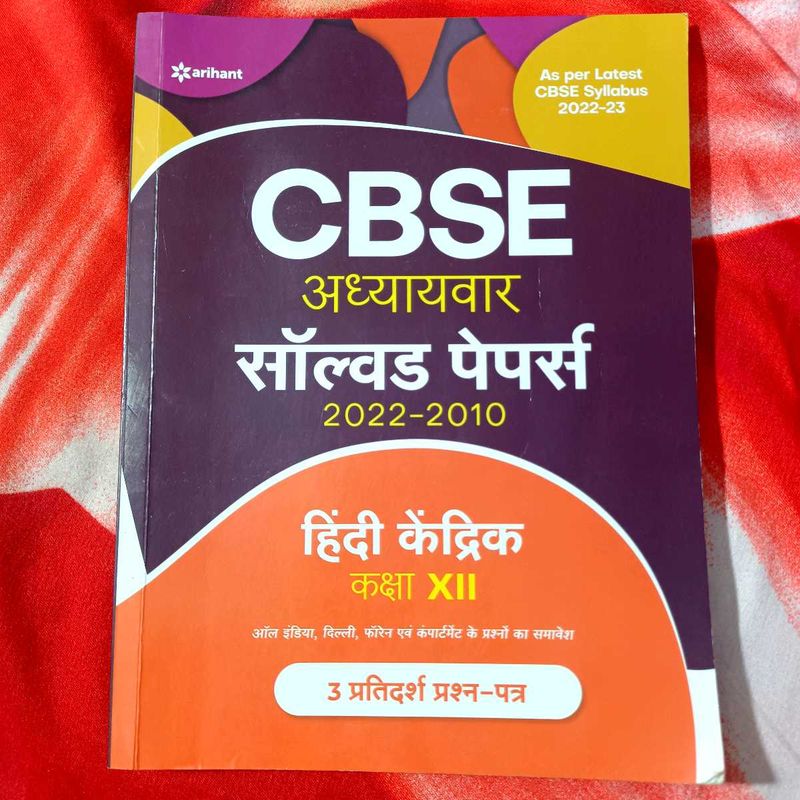 arihant
As per Latest
CBSE Syllabus
2022-23
CBSE
अध्यायवार
सॉल्वड पेपर्स
2022-2010
हिंदी केंद्रिक
कक्षा XII
ऑल इंडिया, दिल्ली, फॉरेन एवं कंपार्टमेंट के प्रश्नों का समावेश
3 प्रतिदर्श प्रश्न-पत्र